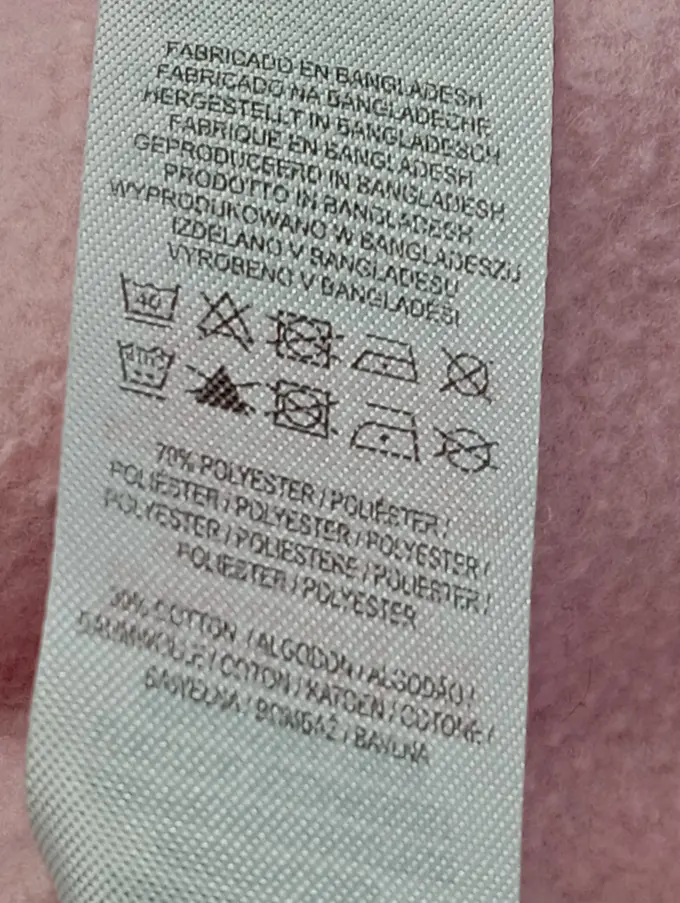 FABRICADO EN BANGLADESH
FABRICADO NA BANGLADECHE
HERGESTELLT IN BANGLADESCH
FABRIQUE EN BANGLADESH
GEPRODUCEERD IN BANGLADESH
PRODOTTO IN BANGLADESH
WYPRODUKOWANO W BANGLADESZU
IZDELANO V BANGLADEŠU
VYROBENO V BANGLADÉŠI
40
70% POLYESTER / POLIÉSTER /
POLIÉSTER / POLYESTER / POLYESTER /
POLYESTER / POLIESTERE / POLIESTER /
POLIESTER / POLYESTER
30% COTTON / ALGODON / ALGODÃO /
BAUMWOLLE / COTON / KATOEN / COTONE /
BAWEŁNA / BOMBAŽ / BAVLNA